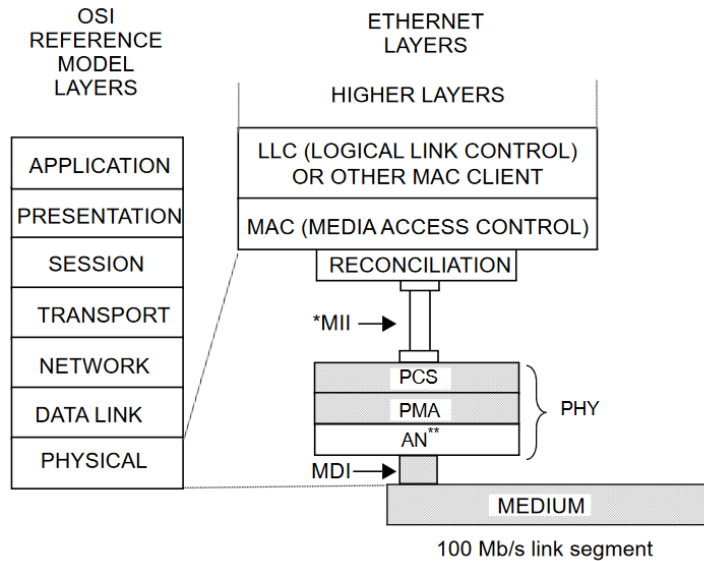 OSI
REFERENCE
MODEL
LAYERS
APPLICATION
PRESENTATION
SESSION
TRANSPORT
NETWORK
DATA LINK
PHYSICAL
ETHERNET
LAYERS
HIGHER LAYERS
LLC (LOGICAL LINK CONTROL)
OR OTHER MAC CLIENT
MAC (MEDIA ACCESS CONTROL)
RECONCILIATION
*MII
PCS
PMA
AN**
PHY
MDI
MEDIUM
100 Mb/s link segment